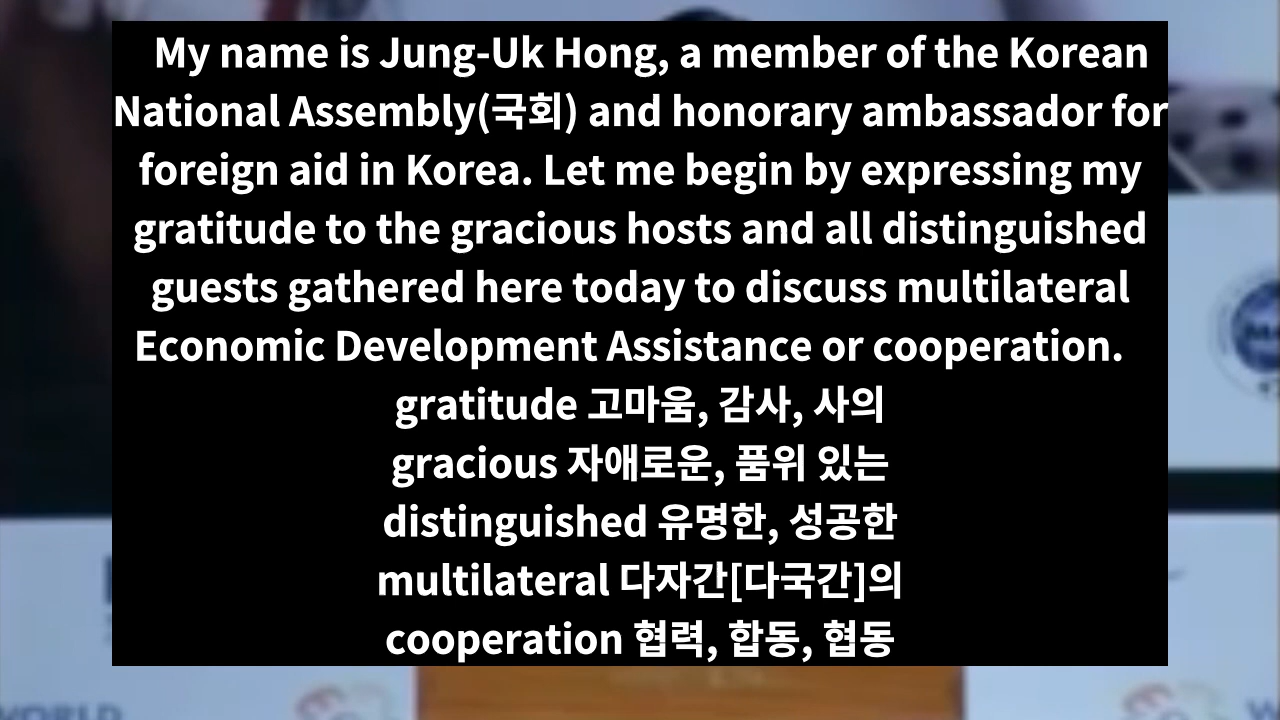 My name is Jung-Uk Hong, a member of the Korean
National Assembly(국회) and honorary ambassador for
foreign aid in Korea. Let me begin by expressing my
gratitude to the gracious hosts and all distinguished
guests gathered here today to discuss multilateral
Economic Development Assistance or cooperation.
gratitude 고마움, 감사, 사의
gracious 자애로운, 품위 있는
distinguished 유명한, 성공한
multilateral 다자간[다국간]의
cooperation 협력, 합동, 협동
WORLD